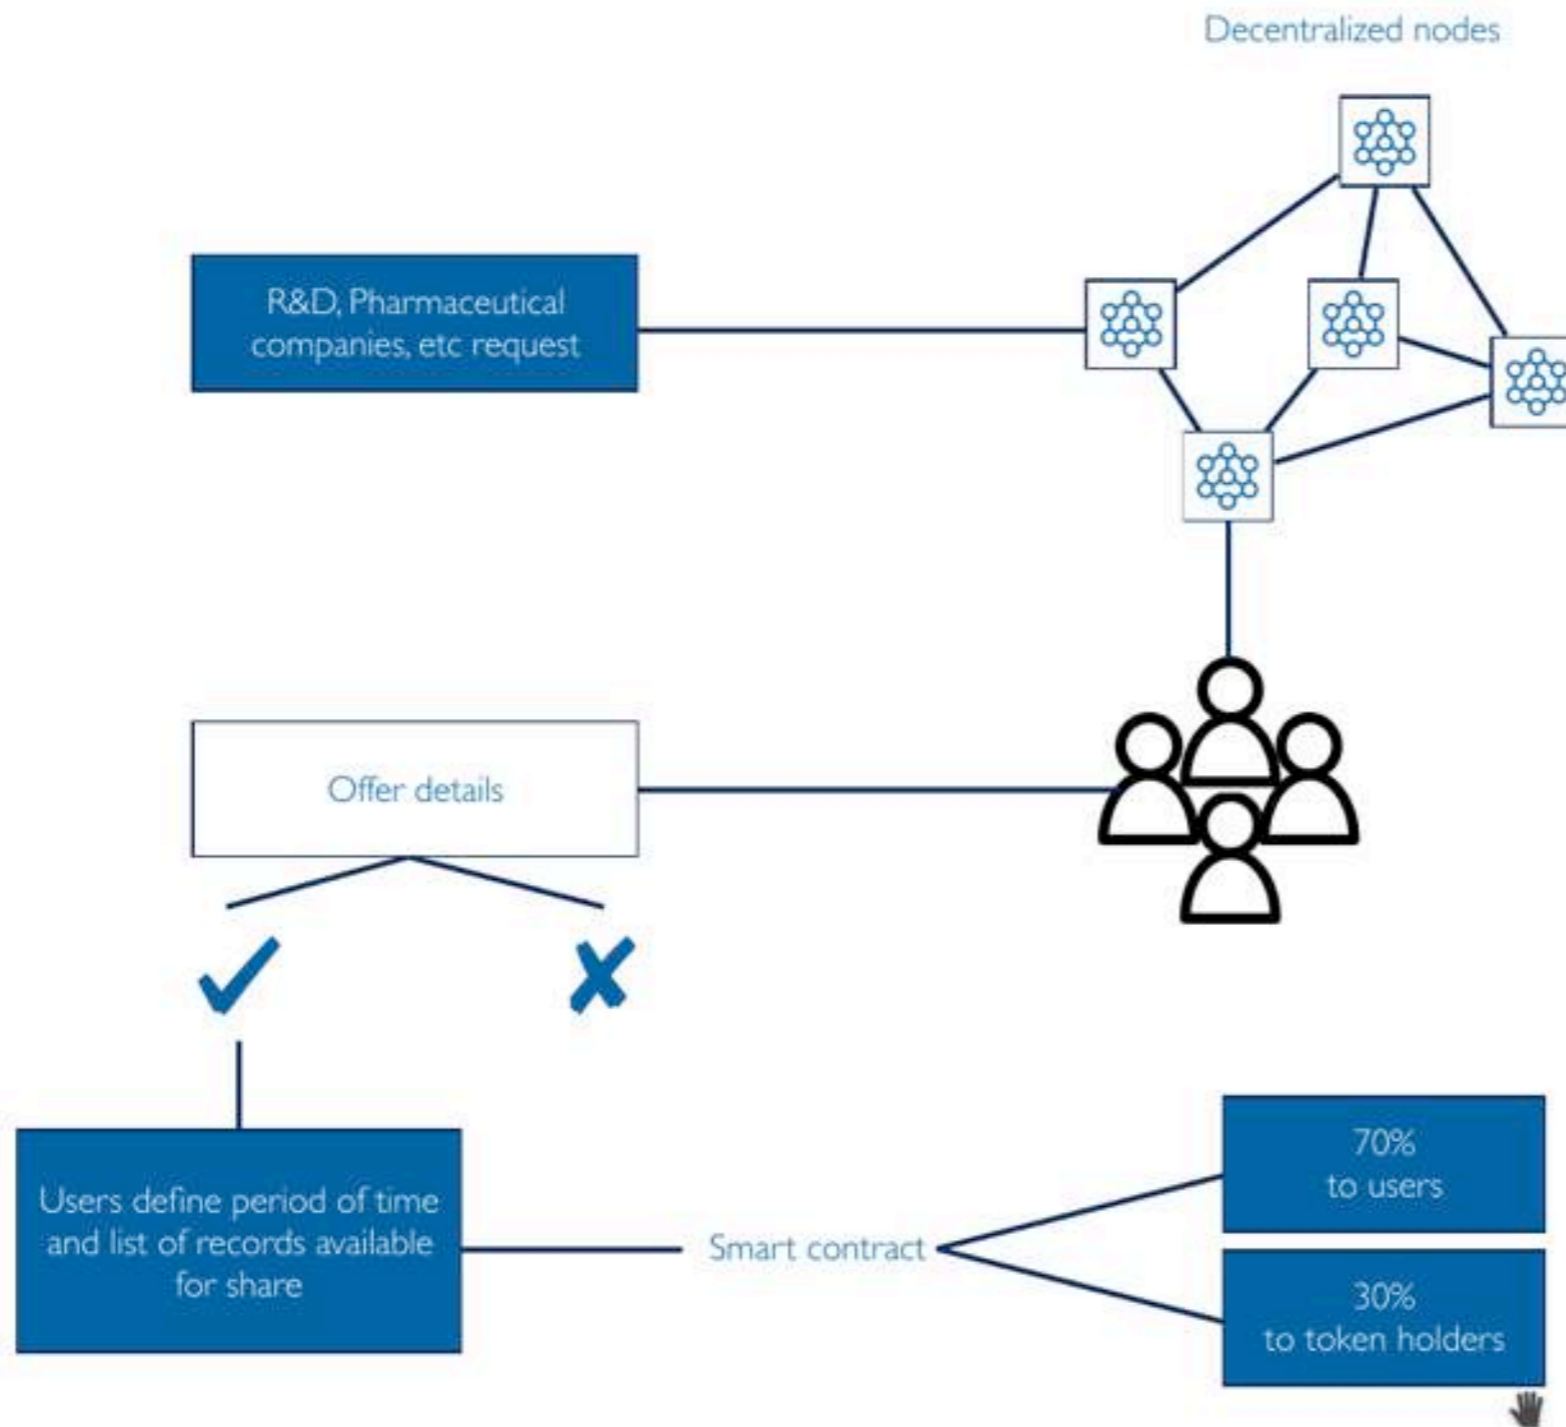 Decentralized nodes
R&D, Pharmaceutical
companies, etc request
Offer details
Users define period of time
and list of records available
for share
Smart contract
70%
to users
30%
to token holders